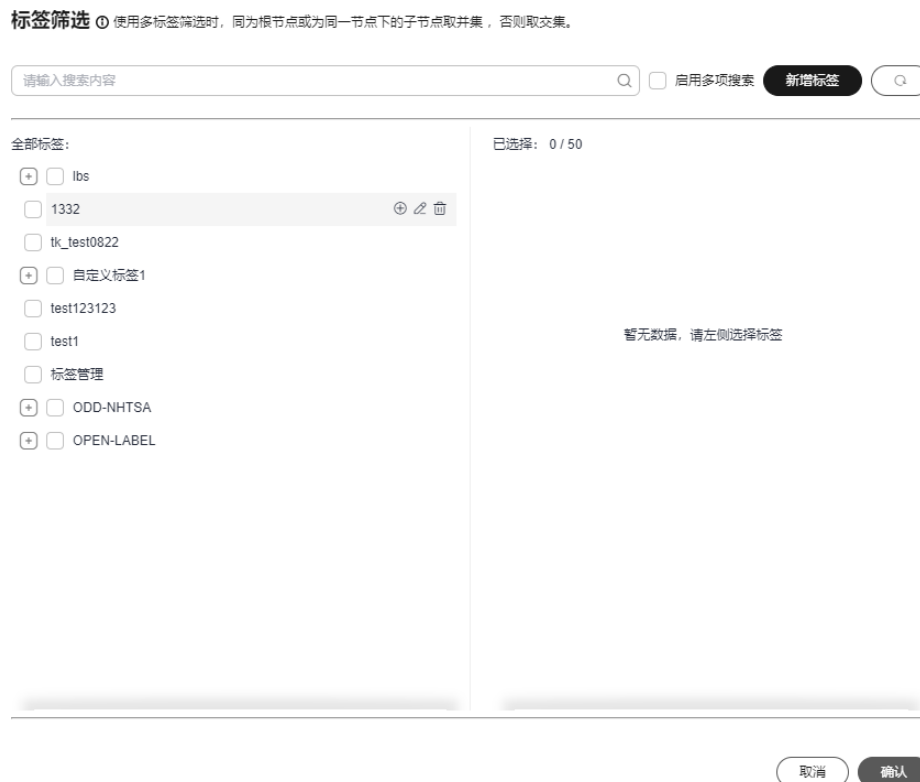 标签筛选 使用多标签筛选时，同为根节点或为同一节点下的子节点取并集，否则取交集。
请输入搜索内容 启用多项搜索 新增标签
全部标签：
lbs
1332
tk_test0822
自定义标签1
test123123
test1
标签管理
ODD-NHTSA
OPEN-LABEL
已选择： 0 / 50
暂无数据，请左侧选择标签
取消 确认